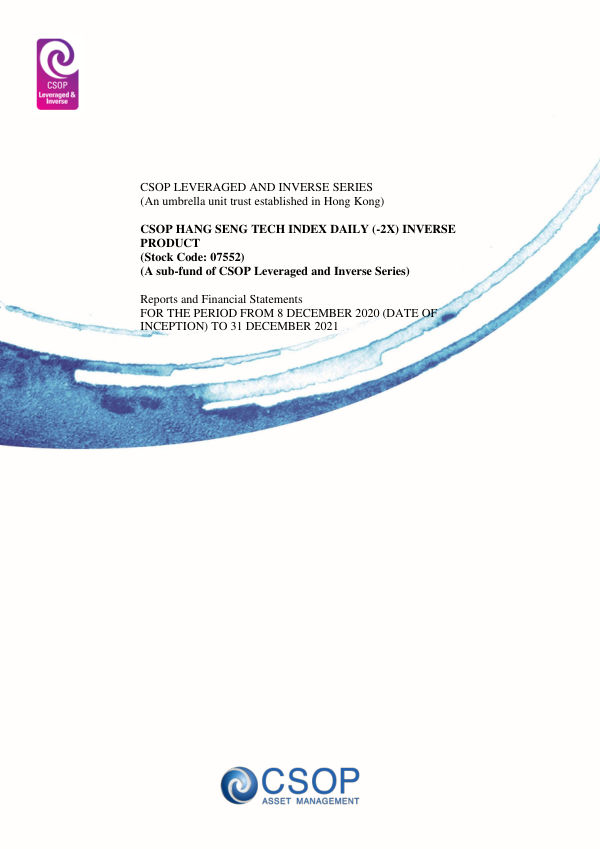 CSOP
Leveraged &
Inverse
CSOP LEVERAGED AND INVERSE SERIES
(An umbrella unit trust established in Hong Kong)
CSOP HANG SENG TECH INDEX DAILY (-2X) INVERSE
PRODUCT
(Stock Code: 07552)
(A sub-fund of CSOP Leveraged and Inverse Series)
Reports and Financial Statements
FOR THE PERIOD FROM 8 DECEMBER 2020 (DATE OF
INCEPTION) TO 31 DECEMBER 2021
CSOP
ASSET MANAGEMENT